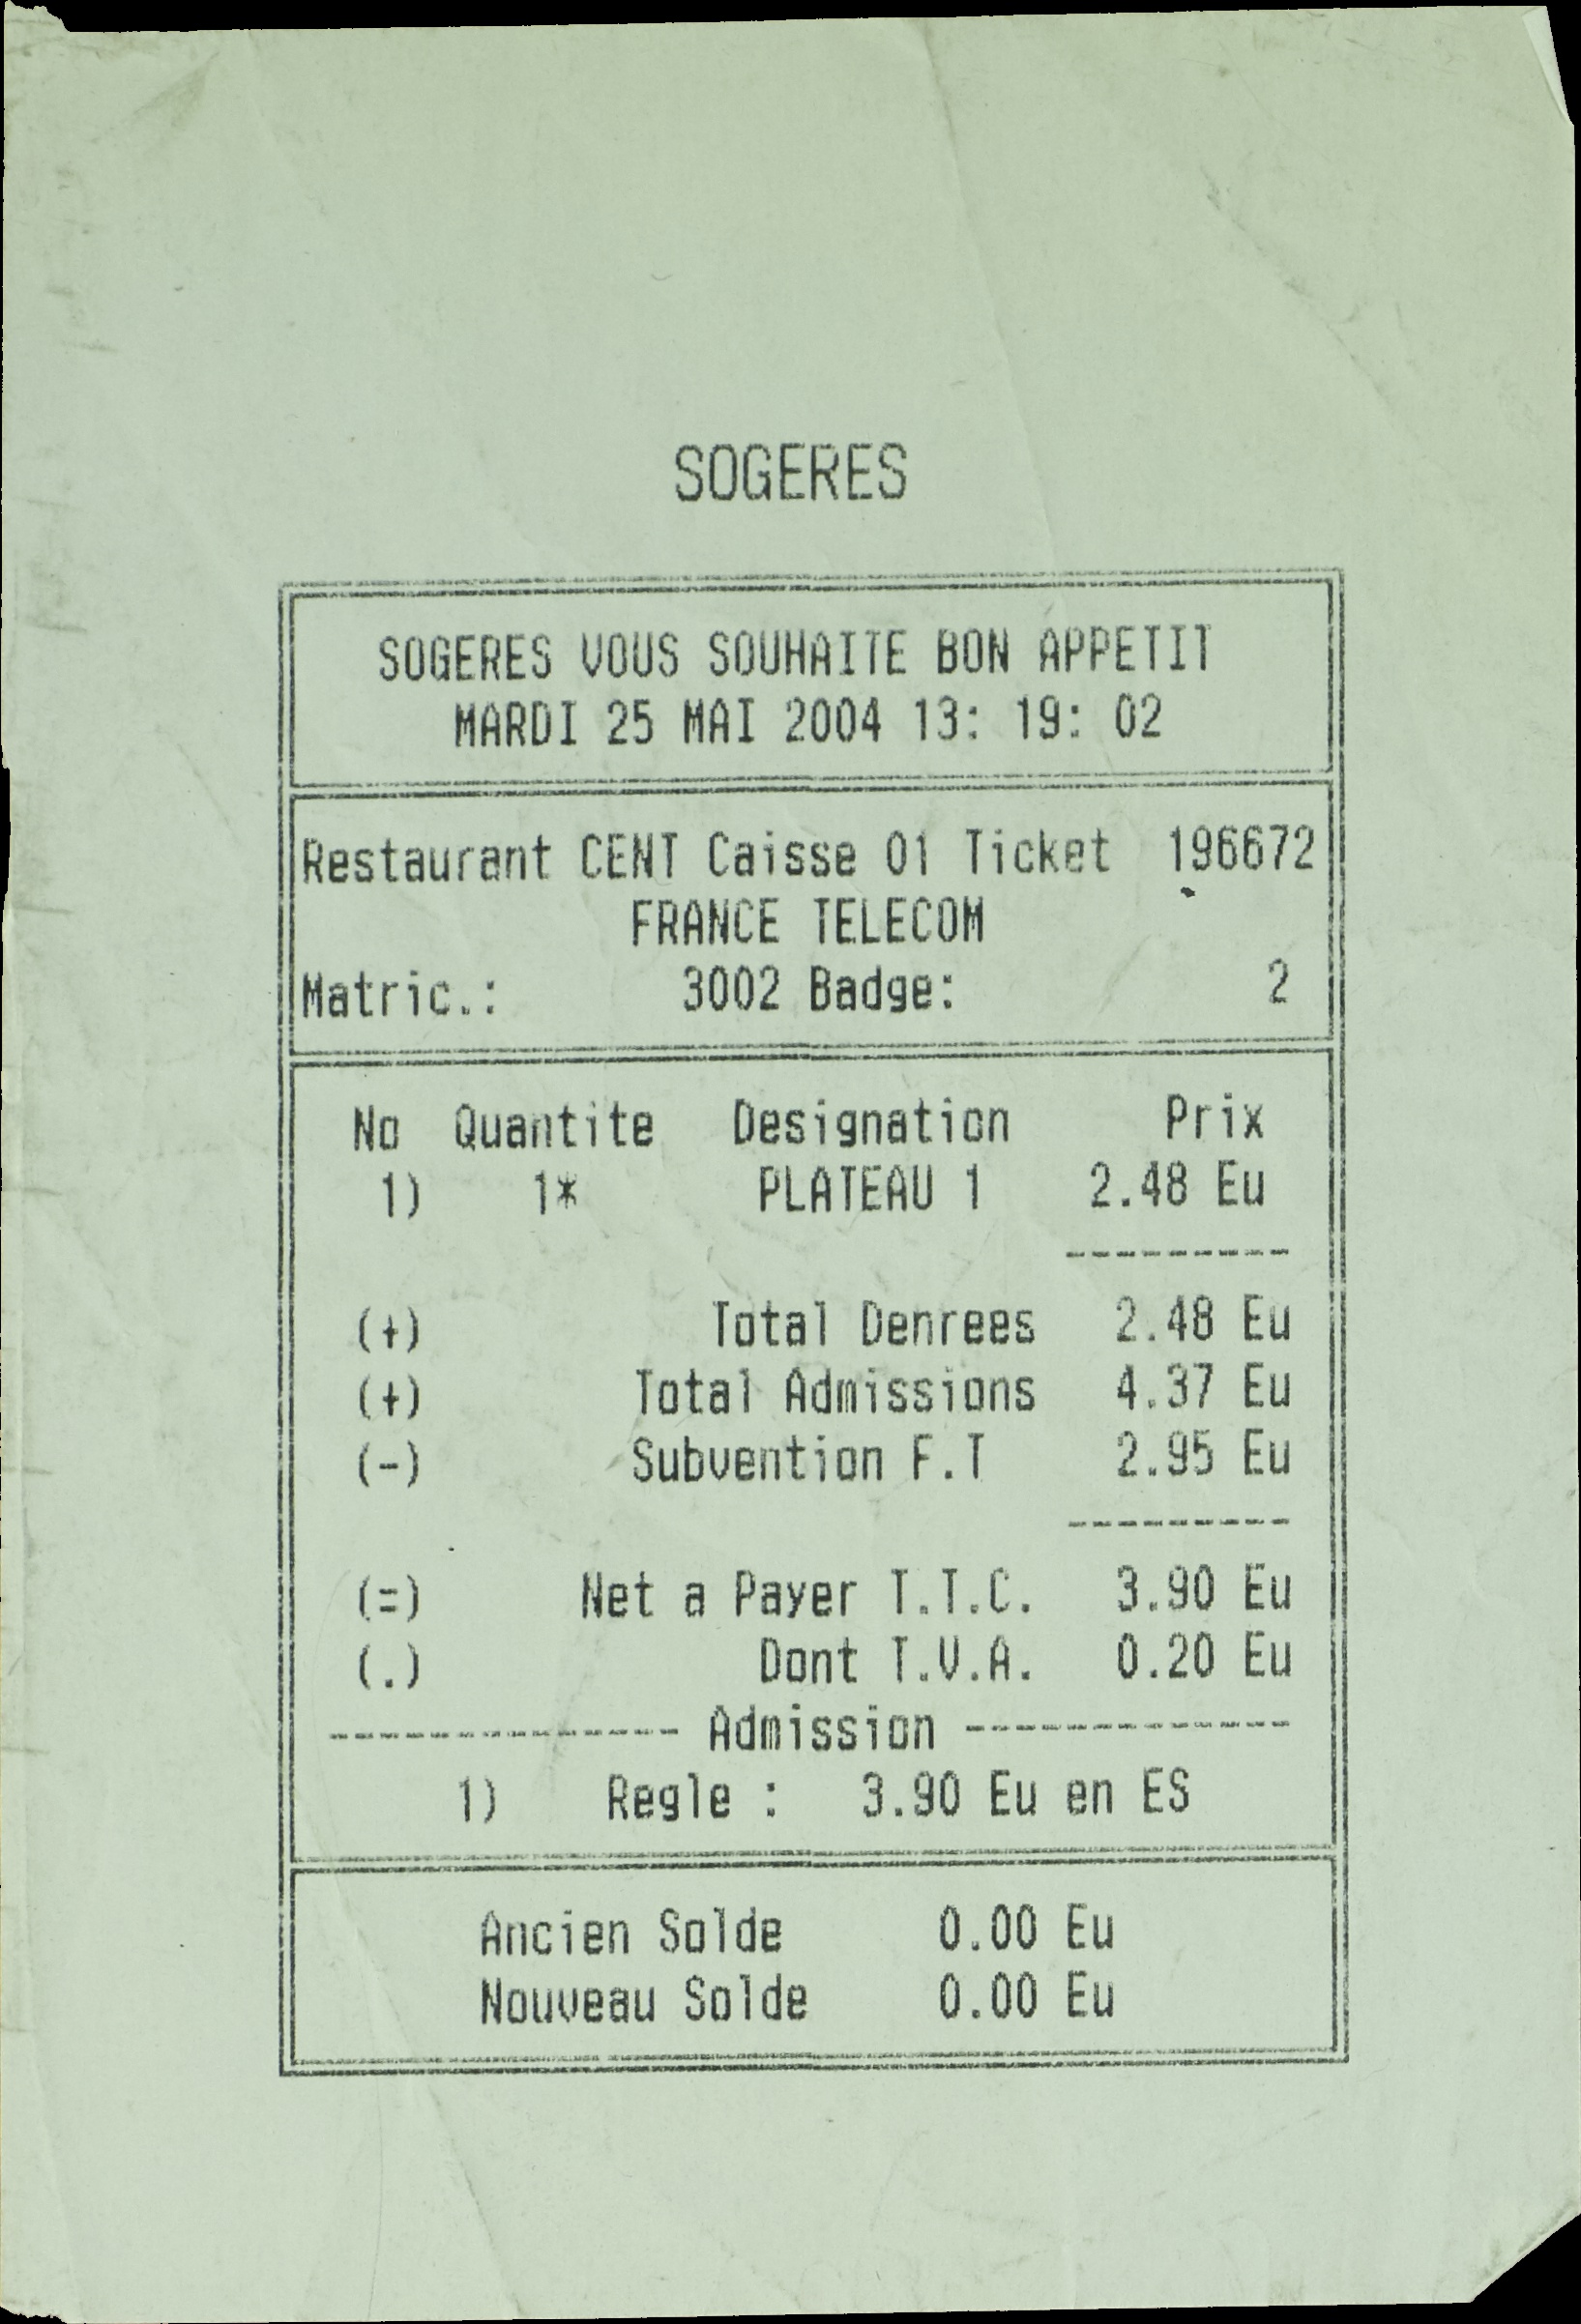 SOGERES
SOGERES VOUS SOUHAITE BON APPETIT
MARDI 25 MAI 2004 13: 19: 02
Restaurant CENT Caisse 01 Ticket 196672
FRANCE TELECOM
Matric.: 3002 Badge: 2
No Quantite Designation Prix
1) 1* PLATEAU 1 2.48 Eu
----------
(+) Total Denrees 2.48 Eu
(+) Total Admissions 4.37 Eu
(-) Subvention F.T 2.95 Eu
----------
(=) Net a Payer T.T.C. 3.90 Eu
(.) Dont T.V.A. 0.20 Eu
-------------- Admission -------------
1) Regle : 3.90 Eu en ES
Ancien Solde 0.00 Eu
Nouveau Solde 0.00 Eu